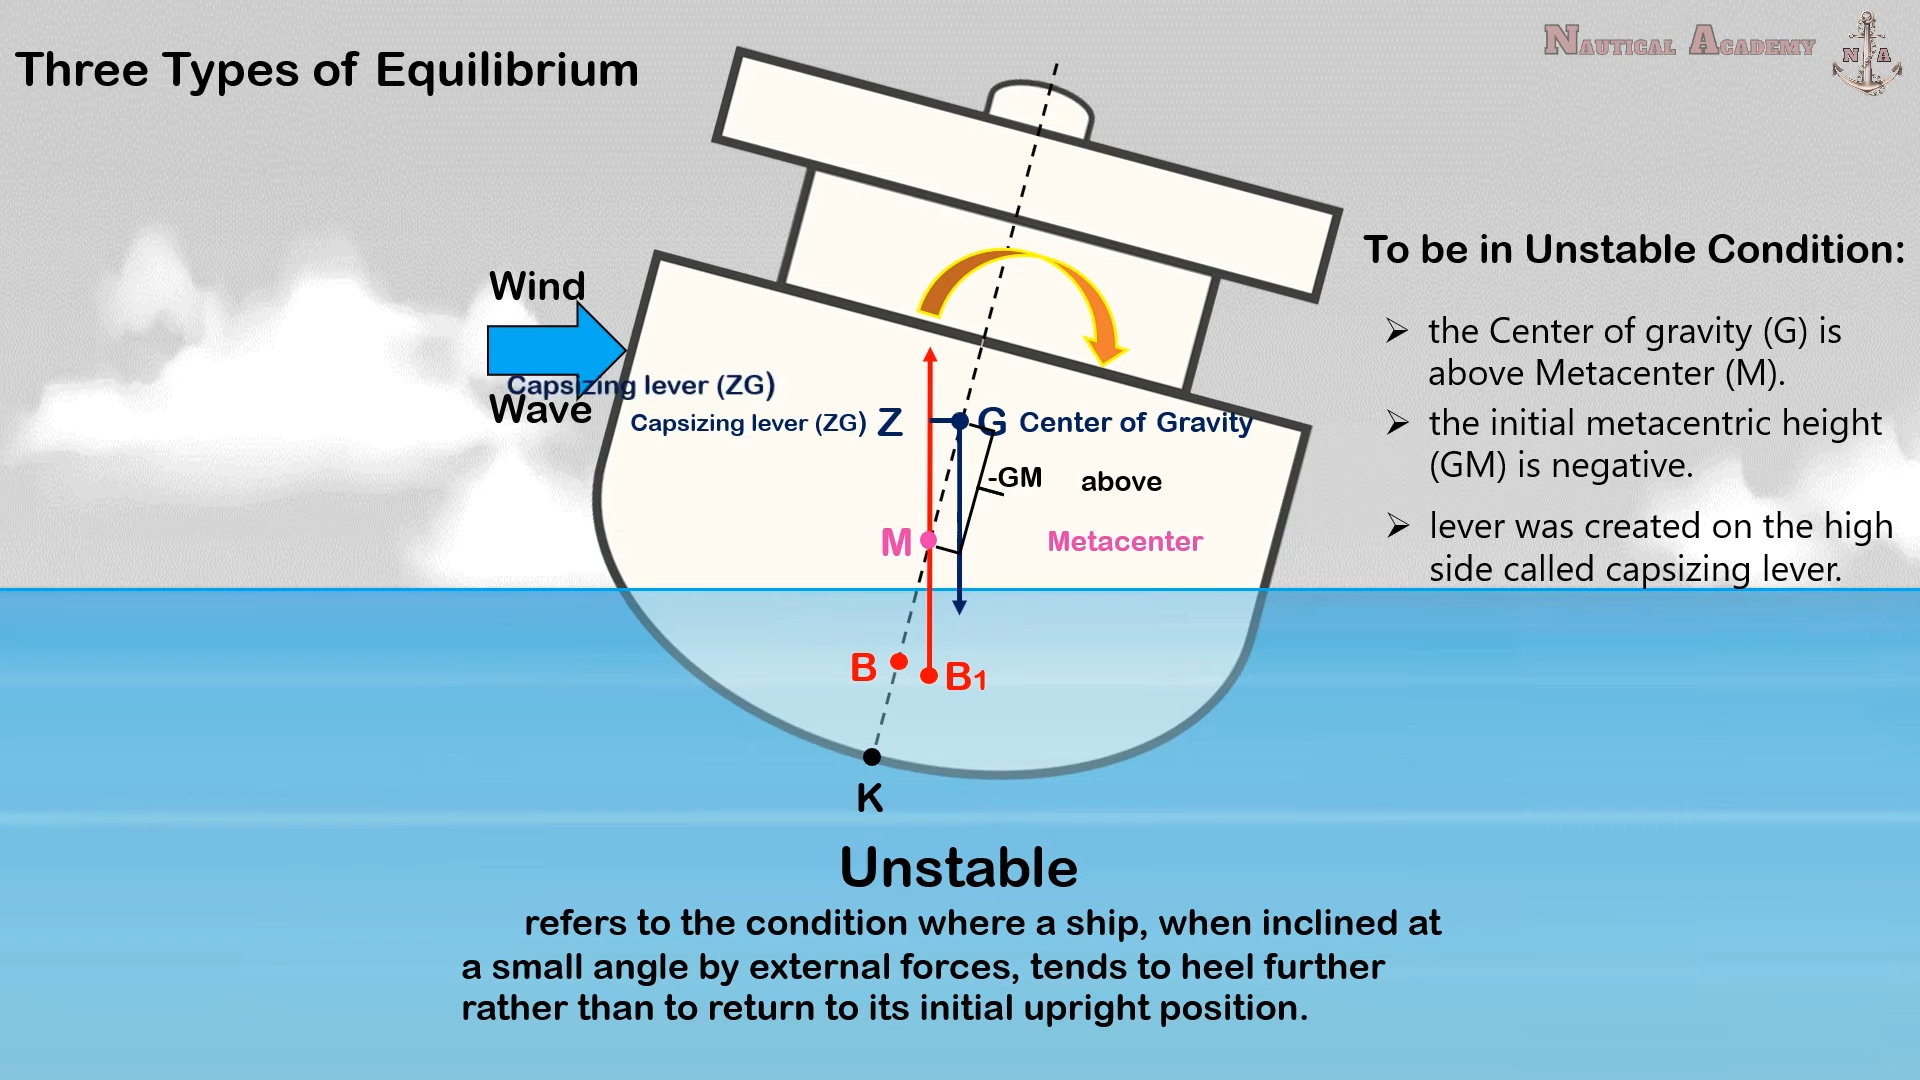 Three Types of Equilibrium
Nautical Academy
N A
Wind
Wave
Capsizing lever (ZG)
Capsizing lever (ZG) Z G Center of Gravity
-GM above
M Metacenter
B B1
K
To be in Unstable Condition:
➢ the Center of gravity (G) is
above Metacenter (M).
➢ the initial metacentric height
(GM) is negative.
➢ lever was created on the high
side called capsizing lever.
Unstable
refers to the condition where a ship, when inclined at
a small angle by external forces, tends to heel further
rather than to return to its initial upright position.